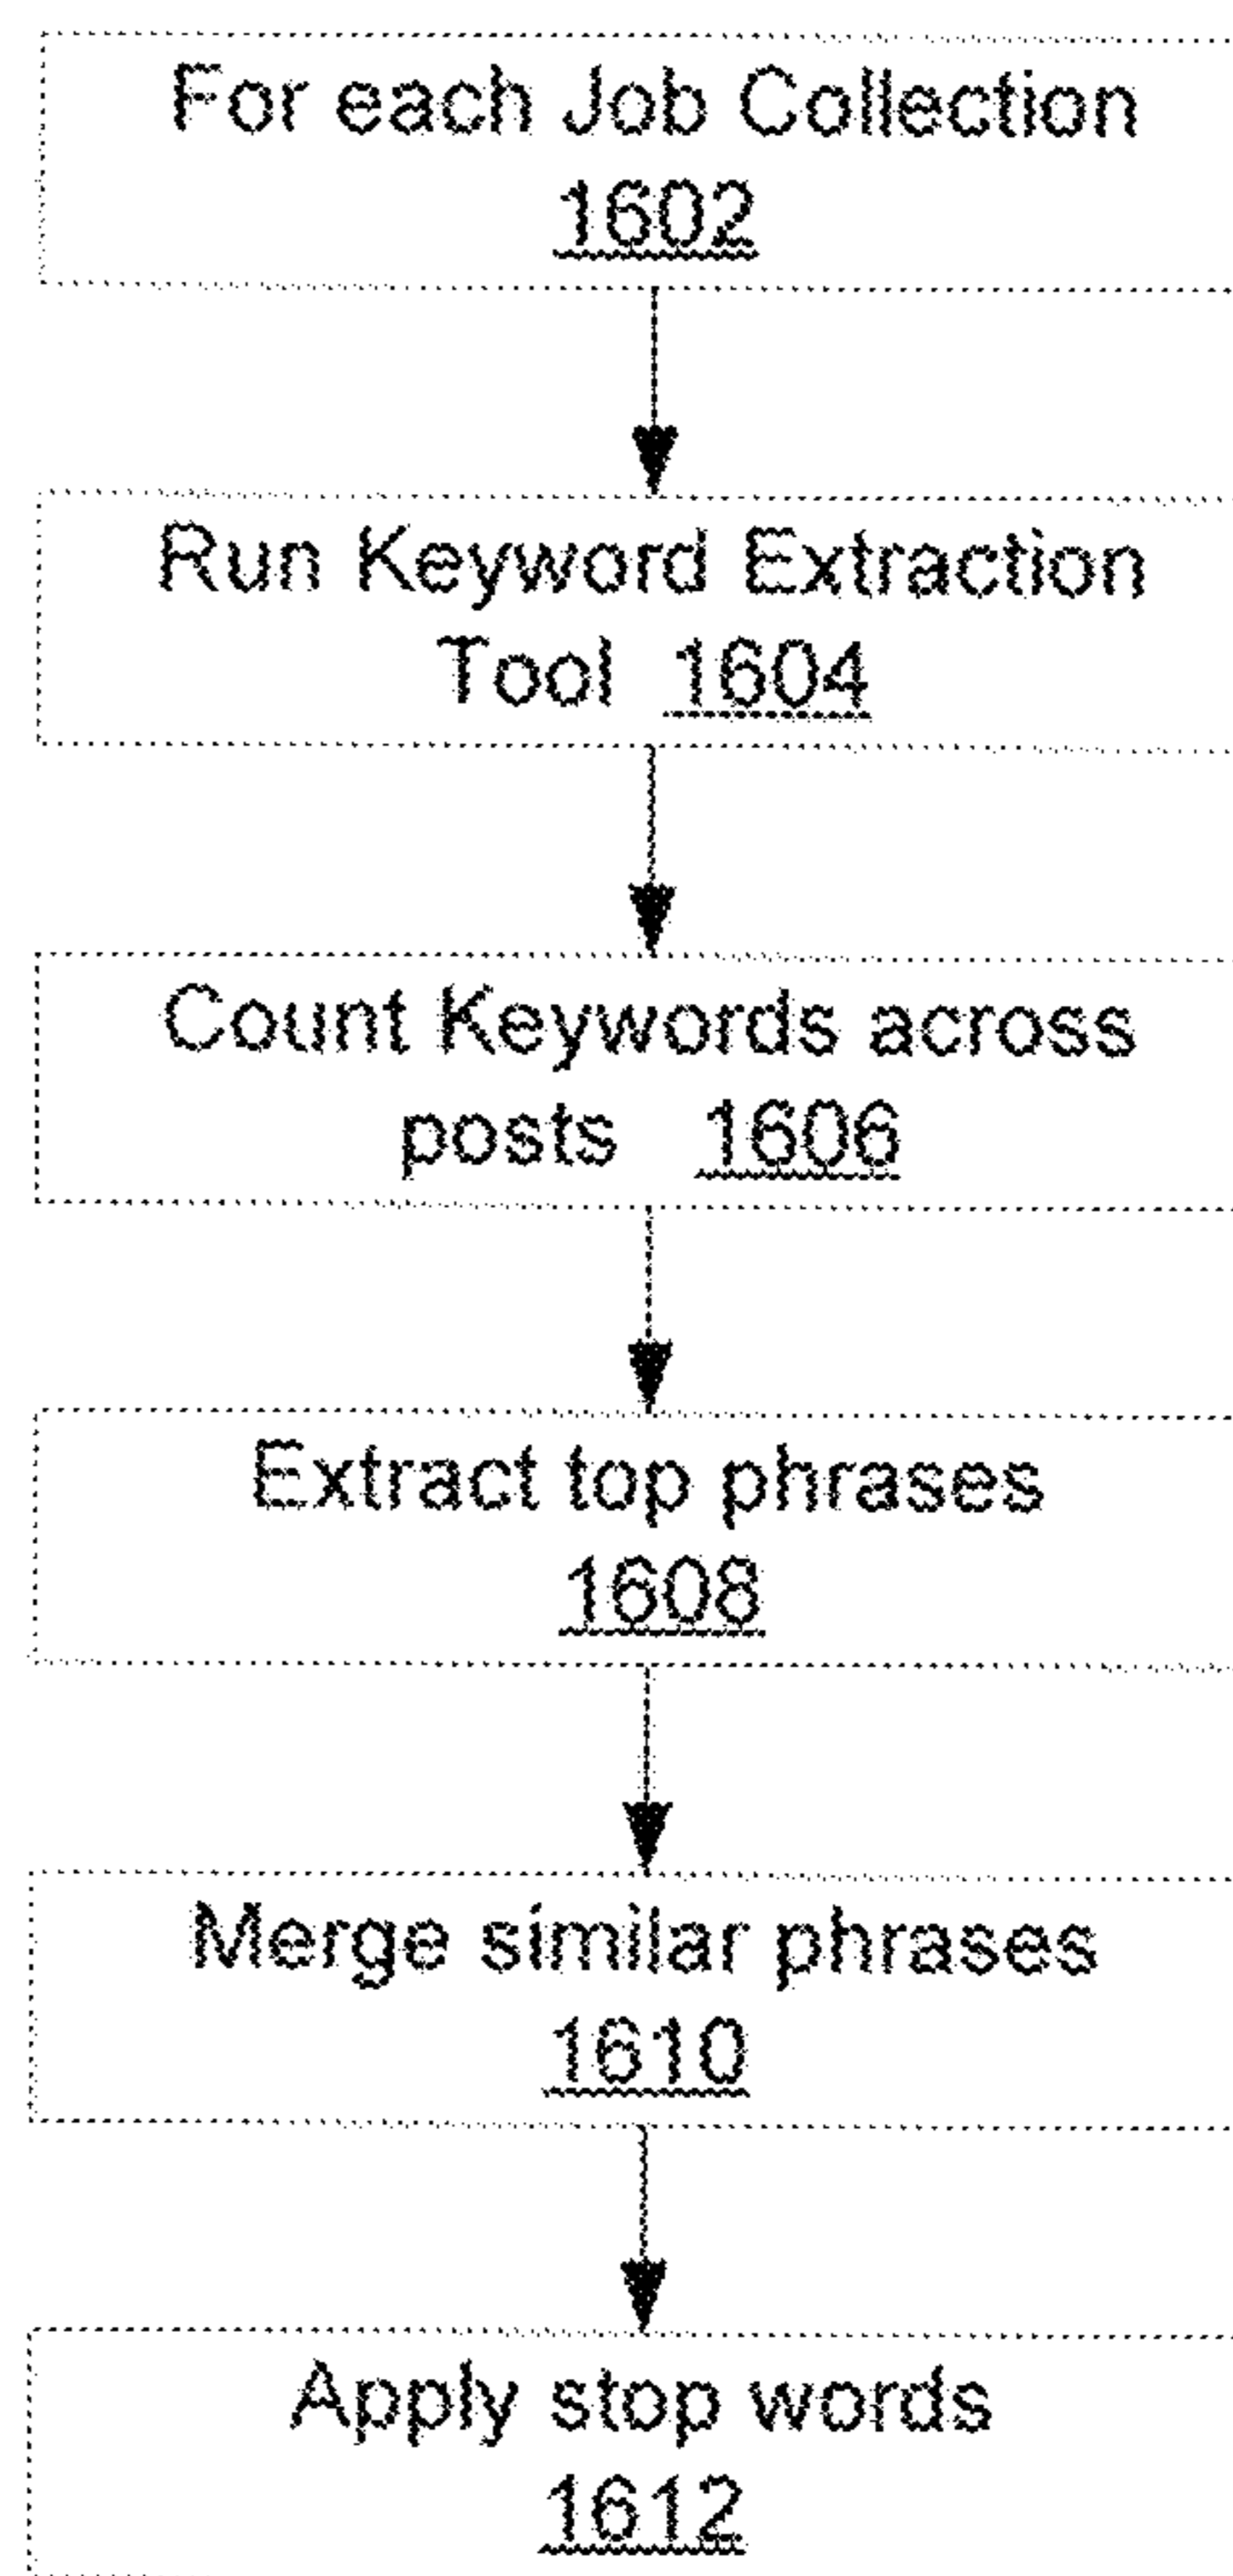 For each Job Collection
1602
Run Keyword Extraction
Tool 1604
Count Keywords across
posts 1606
Extract top phrases
1608
Merge similar phrases
1610
Apply stop words
1612